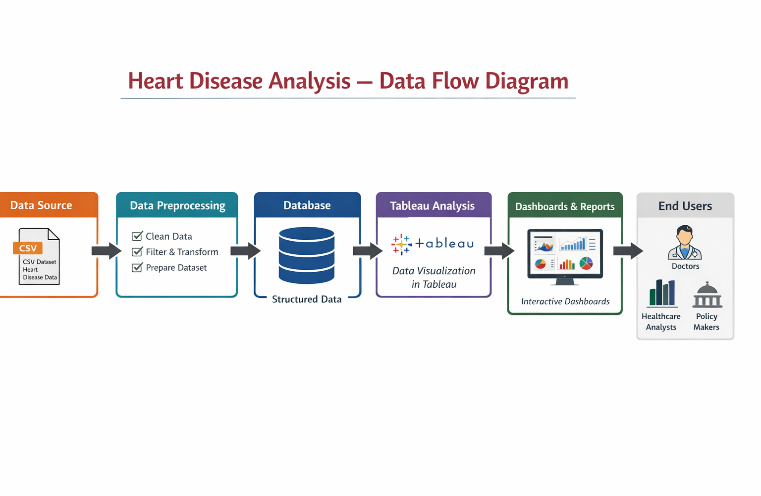 Heart Disease Analysis — Data Flow Diagram
Data Source
CSV
CSV Dataset
Heart
Disease Data
Data Preprocessing
Clean Data
Filter & Transform
Prepare Dataset
Database
Structured Data
Tableau Analysis
+ableau
Data Visualization
in Tableau
Dashboards & Reports
Interactive Dashboards
End Users
Doctors
Healthcare
Analysts
Policy
Makers